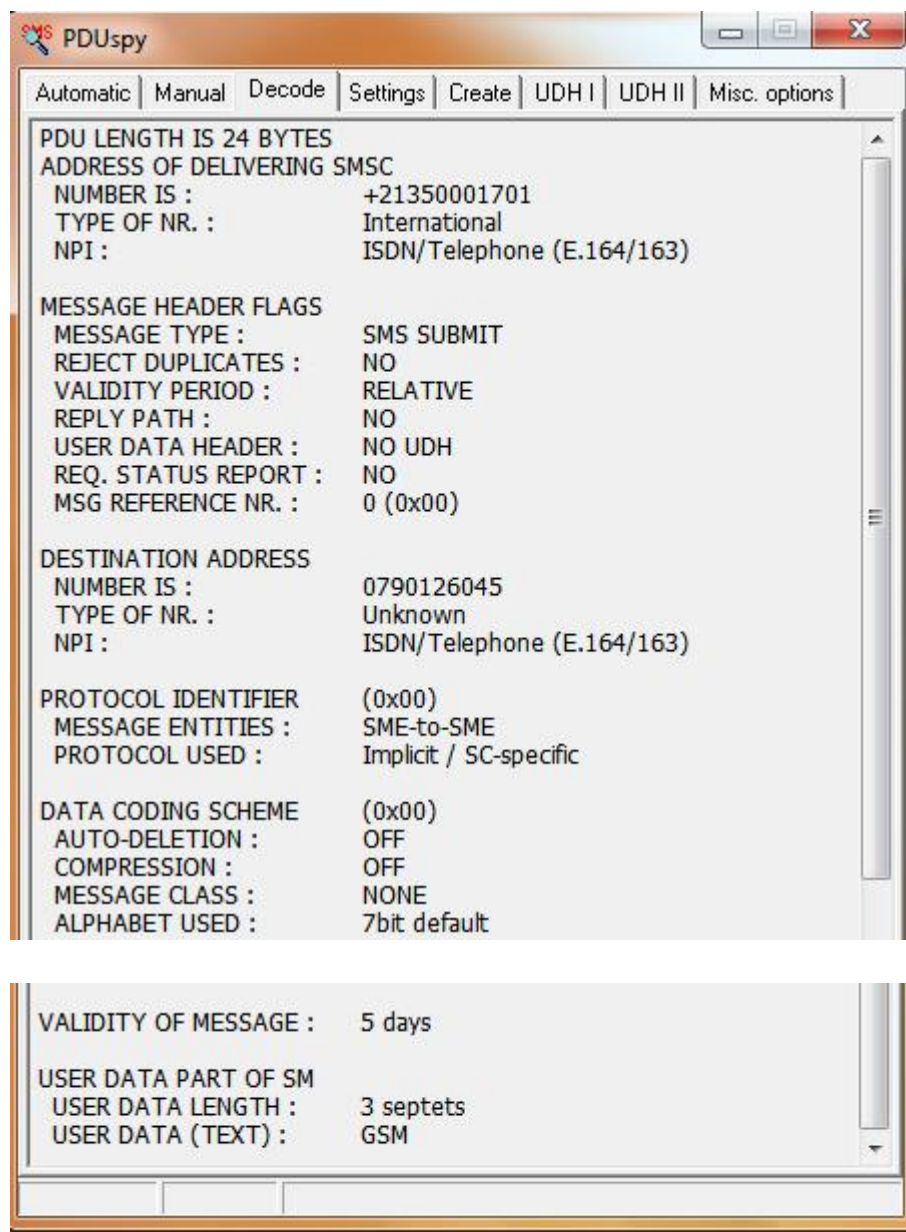 SMS PDUspy
Automatic Manual Decode Settings Create UDH I UDH II Misc. options
PDU LENGTH IS 24 BYTES
ADDRESS OF DELIVERING SMSC
NUMBER IS : +21350001701
TYPE OF NR. : International
NPI : ISDN/Telephone (E.164/163)
MESSAGE HEADER FLAGS
MESSAGE TYPE : SMS SUBMIT
REJECT DUPLICATES : NO
VALIDITY PERIOD : RELATIVE
REPLY PATH : NO
USER DATA HEADER : NO UDH
REQ. STATUS REPORT : NO
MSG REFERENCE NR. : 0 (0x00)
DESTINATION ADDRESS
NUMBER IS : 0790126045
TYPE OF NR. : Unknown
NPI : ISDN/Telephone (E.164/163)
PROTOCOL IDENTIFIER (0x00)
MESSAGE ENTITIES : SME-to-SME
PROTOCOL USED : Implicit / SC-specific
DATA CODING SCHEME (0x00)
AUTO-DELETION : OFF
COMPRESSION : OFF
MESSAGE CLASS : NONE
ALPHABET USED : 7bit default
VALIDITY OF MESSAGE : 5 days
USER DATA PART OF SM
USER DATA LENGTH : 3 septets
USER DATA (TEXT) : GSM